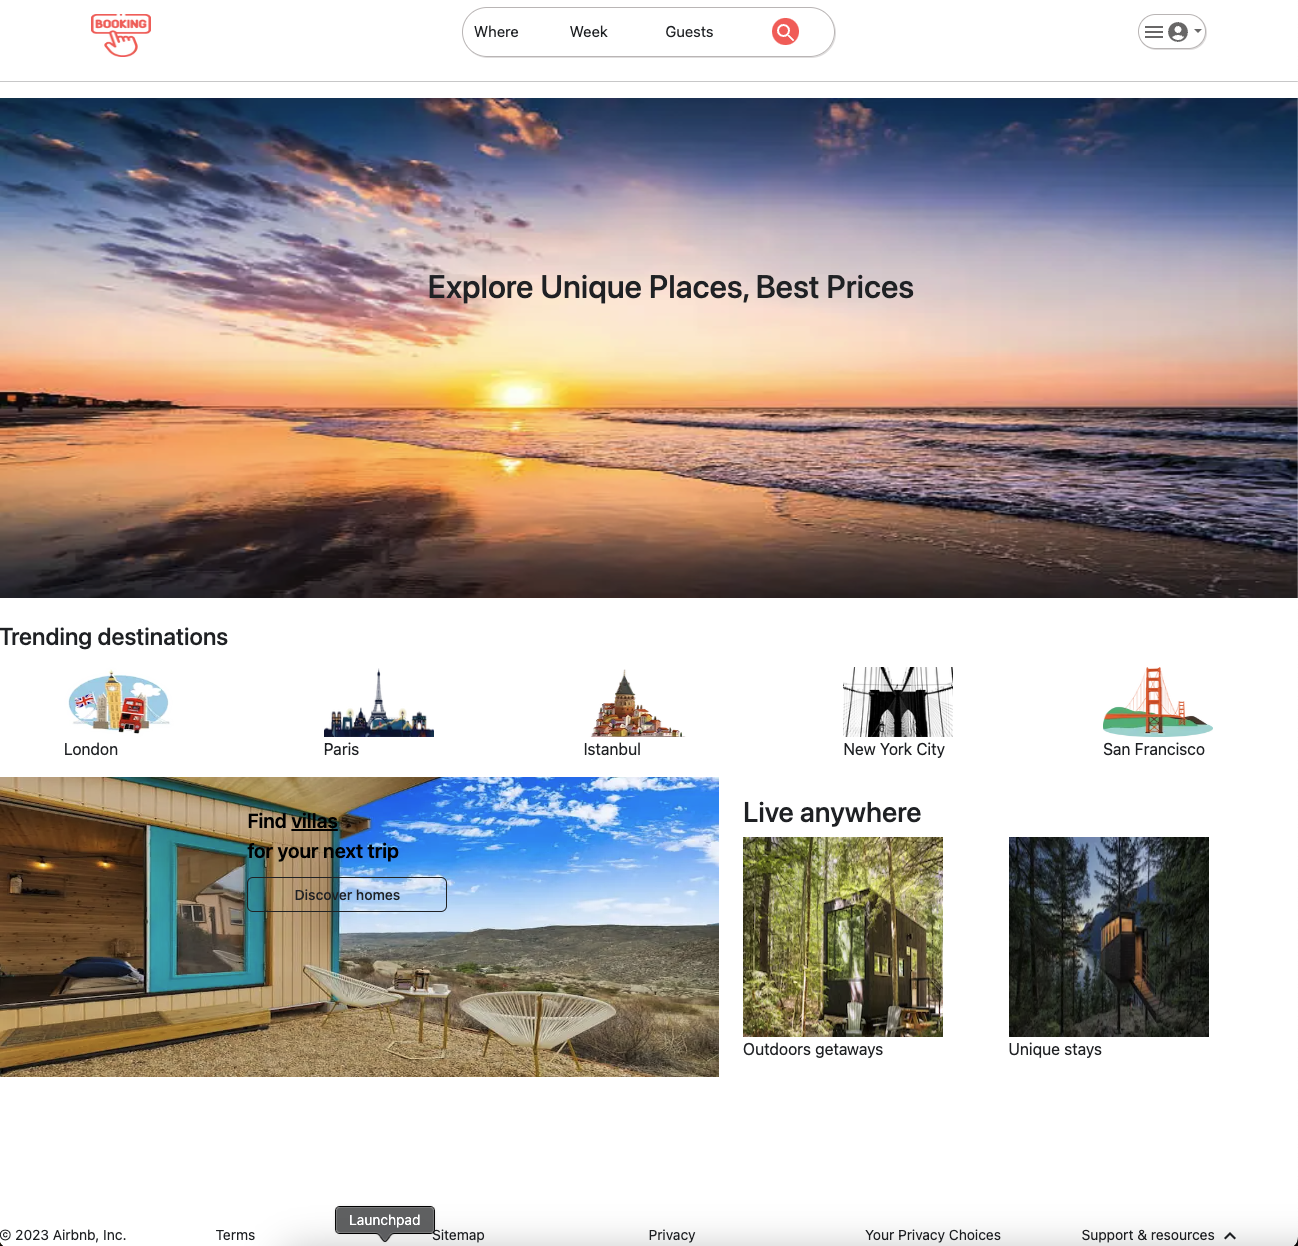 BOOKING
Where Week Guests
Explore Unique Places, Best Prices
Trending destinations
London Paris Istanbul New York City San Francisco
Find villas
for your next trip
Discover homes
Live anywhere
Outdoors getaways Unique stays
Launchpad
© 2023 Airbnb, Inc. Terms Sitemap Privacy Your Privacy Choices Support & resources